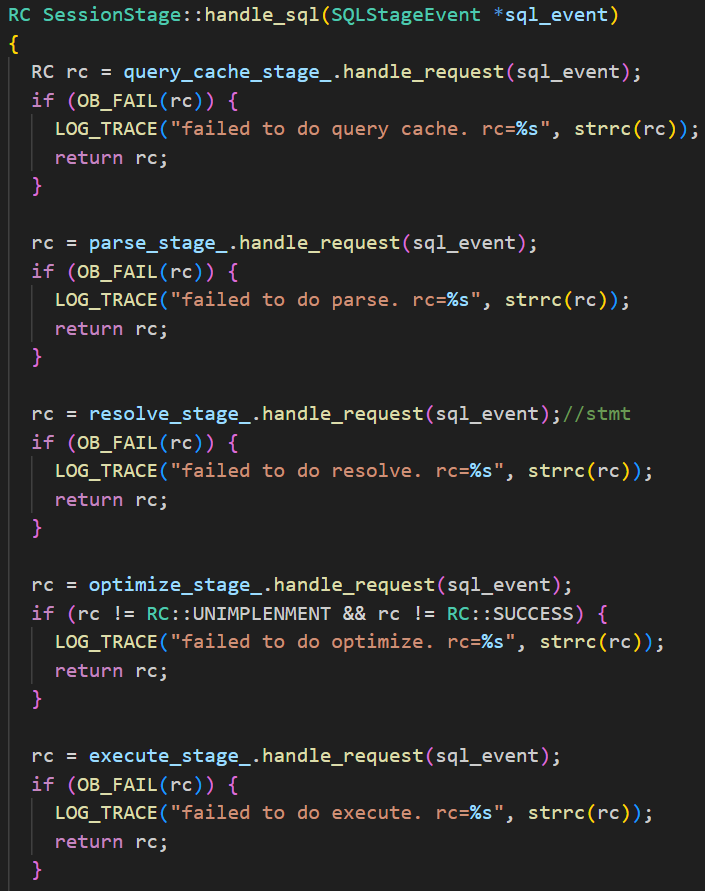 RC SessionStage::handle_sql(SQLStageEvent *sql_event)
{
  RC rc = query_cache_stage_.handle_request(sql_event);
  if (OB_FAIL(rc)) {
    LOG_TRACE("failed to do query cache. rc=%s", strrc(rc));
    return rc;
  }

  rc = parse_stage_.handle_request(sql_event);
  if (OB_FAIL(rc)) {
    LOG_TRACE("failed to do parse. rc=%s", strrc(rc));
    return rc;
  }

  rc = resolve_stage_.handle_request(sql_event);//stmt
  if (OB_FAIL(rc)) {
    LOG_TRACE("failed to do resolve. rc=%s", strrc(rc));
    return rc;
  }

  rc = optimize_stage_.handle_request(sql_event);
  if (rc != RC::UNIMPLENMENT && rc != RC::SUCCESS) {
    LOG_TRACE("failed to do optimize. rc=%s", strrc(rc));
    return rc;
  }

  rc = execute_stage_.handle_request(sql_event);
  if (OB_FAIL(rc)) {
    LOG_TRACE("failed to do execute. rc=%s", strrc(rc));
    return rc;
  }